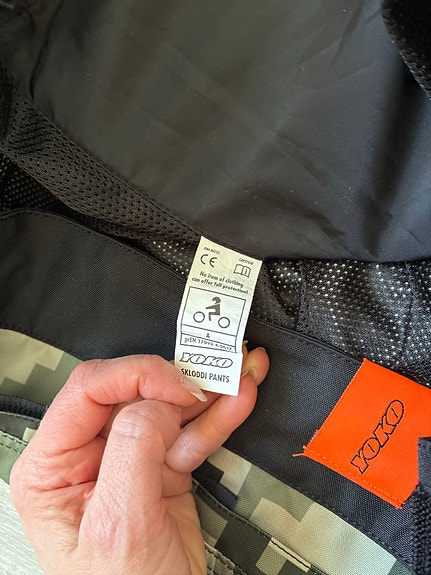 CE
No item of clothing
can offer full protection!
A
YOKO
SKLODDI PANTS
YOKO